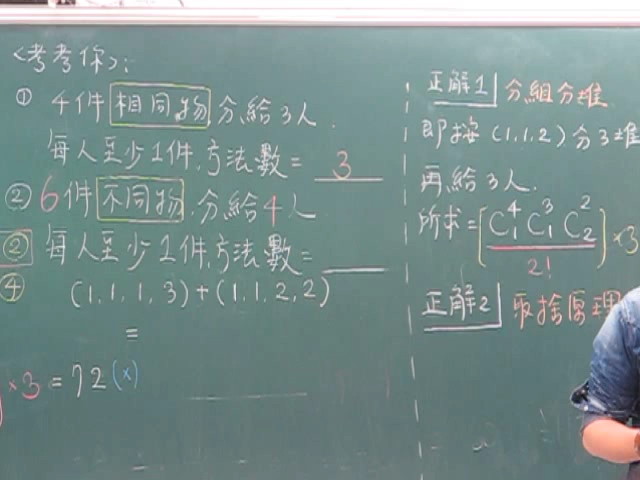 <考考你>:
① 4件 相同物 分給3人.
每人至少1件,方法數= 3
② 6件 不同物,分給4人.
② 每人至少1件,方法數=
④ (1,1,1,3)+(1,1,2,2)
=
×3=72(×)
正解1 分組分堆
即按(1,1,2)分3堆
再給3人.
所求=[C⁴₁C³₁C²₂/2!]×3
正解2 取捨原理